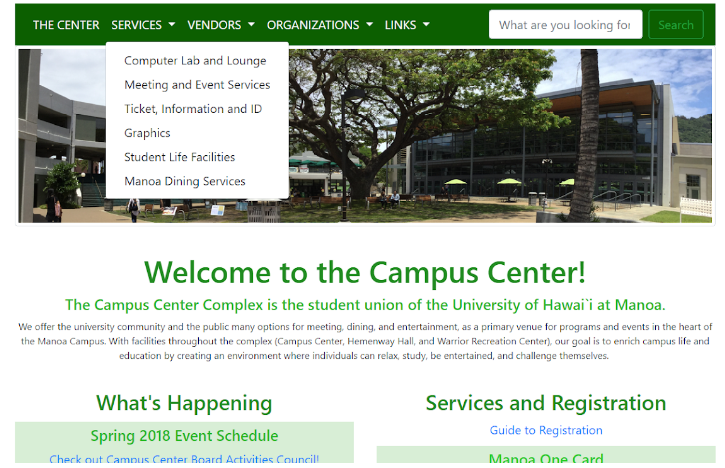 THE CENTER SERVICES VENDORS ORGANIZATIONS LINKS What are you looking for Search
Computer Lab and Lounge
Meeting and Event Services
Ticket, Information and ID
Graphics
Student Life Facilities
Manoa Dining Services
Welcome to the Campus Center!
The Campus Center Complex is the student union of the University of Hawai`i at Manoa.
We offer the university community and the public many options for meeting, dining, and entertainment, as a primary venue for programs and events in the heart of
the Manoa Campus. With facilities throughout the complex (Campus Center, Hemenway Hall, and Warrior Recreation Center), our goal is to enrich campus life and
education by creating an environment where individuals can relax, study, be entertained, and challenge themselves.
What's Happening
Spring 2018 Event Schedule
Check out Campus Center Board Activities Council!
Services and Registration
Guide to Registration
Manoa One Card